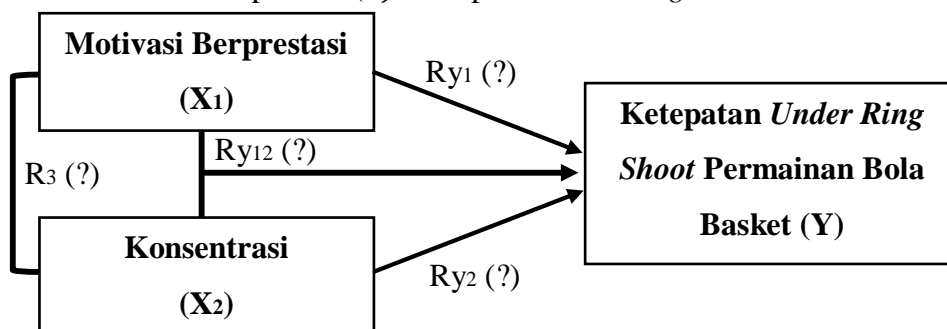 Motivasi Berprestasi
(X1)
Ry1 (?)
Ketepatan Under Ring
Shoot Permainan Bola
Basket (Y)
Ry12 (?)
R3 (?)
Konsentrasi
(X2)
Ry2 (?)